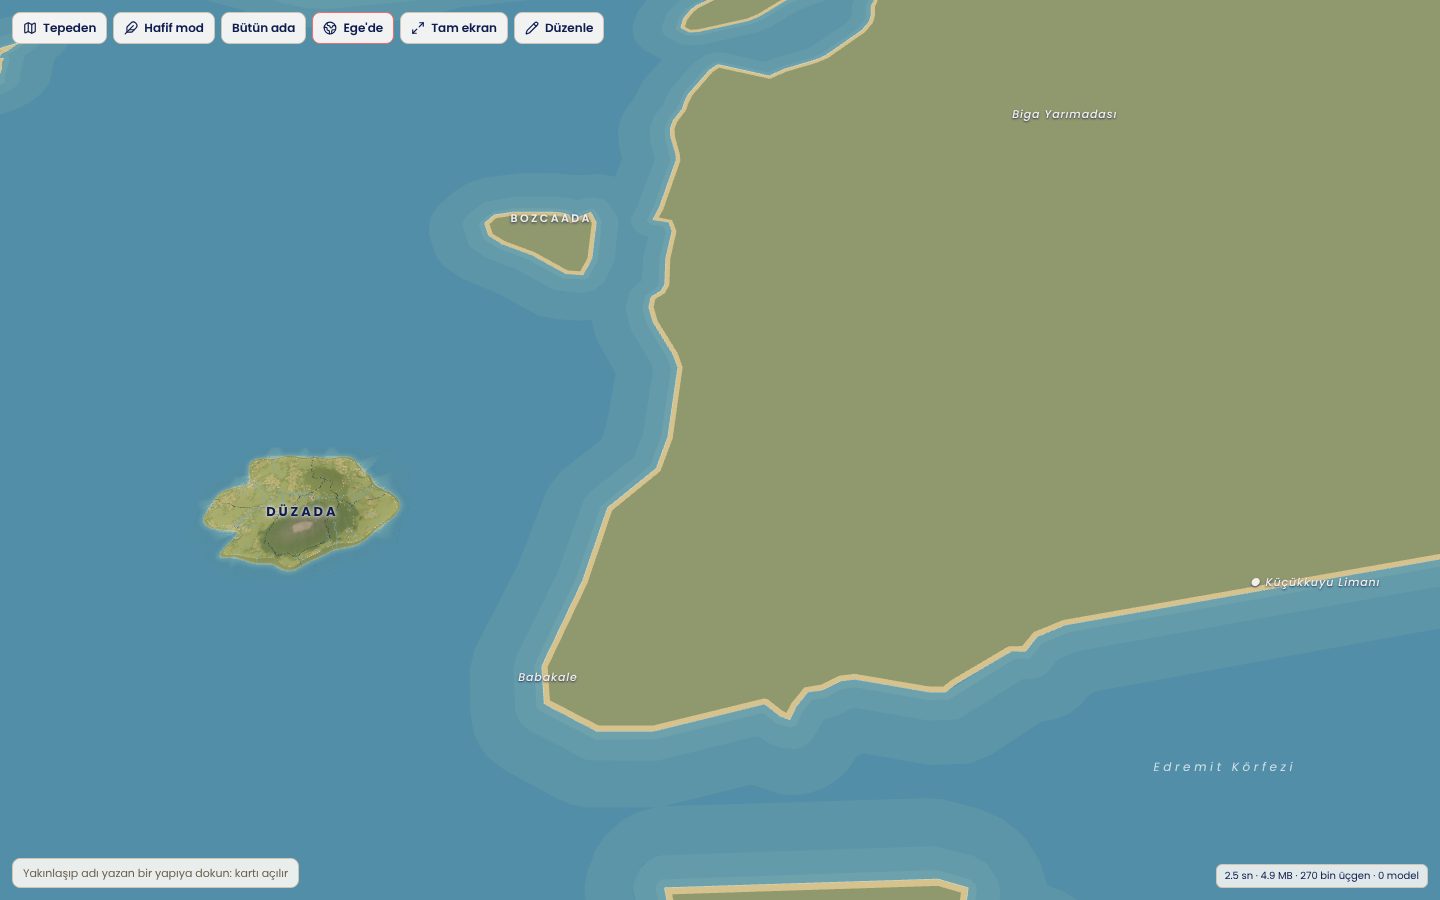 Tepeden Hafif mod Bütün ada Ege'de Tam ekran Düzenle
Biga Yarımadası
BOZCAADA
DÜZADA
Küçükkuyu Limanı
Babakale
Edremit Körfezi
Yakınlaşıp adı yazan bir yapıya dokun: kartı açılır
2.5 sn · 4.9 MB · 270 bin üçgen · 0 model